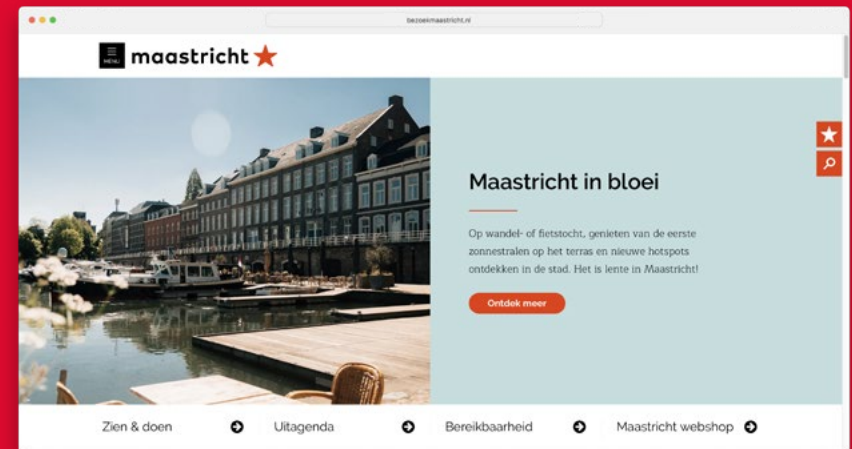 bezoekmaastricht.nl
MENU
maastricht
Maastricht in bloei
Op wandel- of fietstocht, genieten van de eerste
zonnestralen op het terras en nieuwe hotspots
ontdekken in de stad. Het is lente in Maastricht!
Ontdek meer
Zien & doen
Uitagenda
Bereikbaarheid
Maastricht webshop